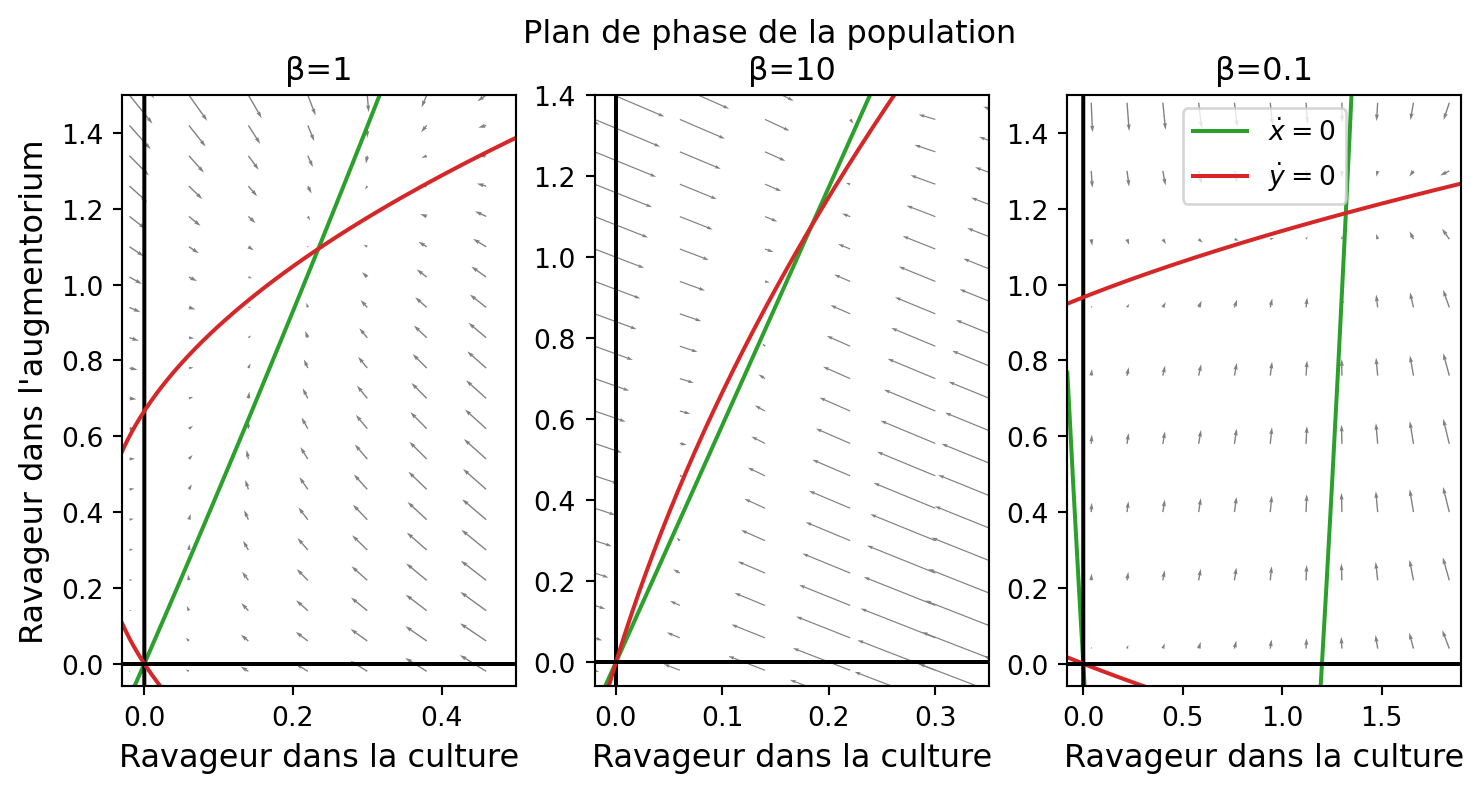 Plan de phase de la population
β=1
β=10
β=0.1
Ravageur dans l'augmentorium
1.4
1.2
1.0
0.8
0.6
0.4
0.2
0.0
0.0 0.2 0.4
Ravageur dans la culture
1.4
1.2
1.0
0.8
0.6
0.4
0.2
0.0
0.0 0.1 0.2 0.3
Ravageur dans la culture
1.4
1.2
1.0
0.8
0.6
0.4
0.2
0.0
0.0 0.5 1.0 1.5
Ravageur dans la culture
ẋ = 0
ẏ = 0